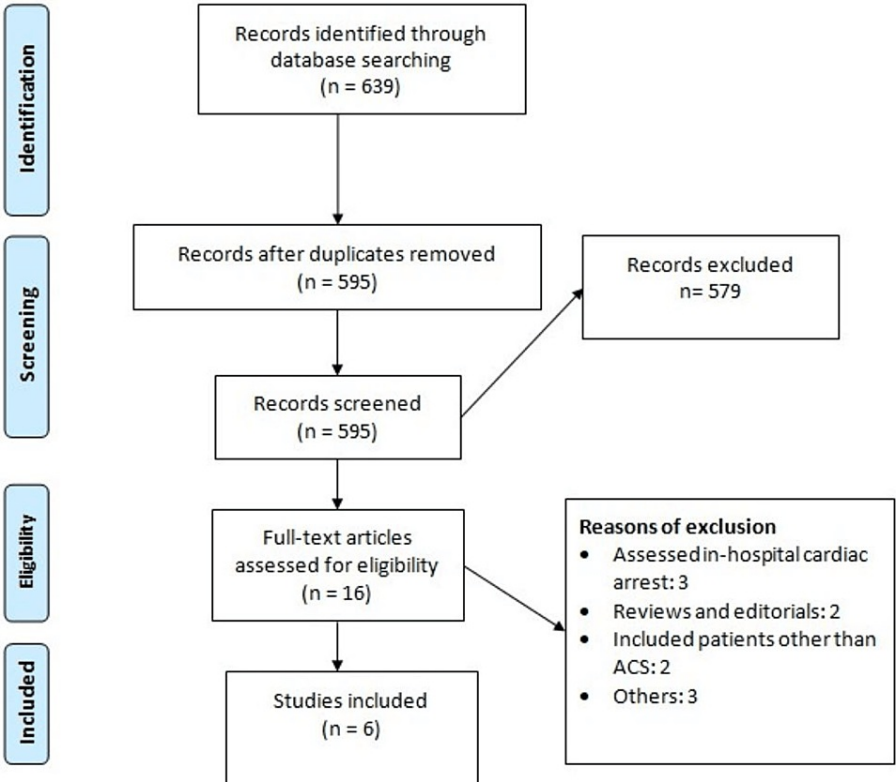 Identification
Records identified through
database searching
(n = 639)
Screening
Records after duplicates removed
(n = 595)
Records excluded
n= 579
Records screened
(n = 595)
Eligibility
Full-text articles
assessed for eligibility
(n = 16)
Reasons of exclusion
• Assessed in-hospital cardiac
arrest: 3
• Reviews and editorials: 2
• Included patients other than
ACS: 2
• Others: 3
Included
Studies included
(n = 6)